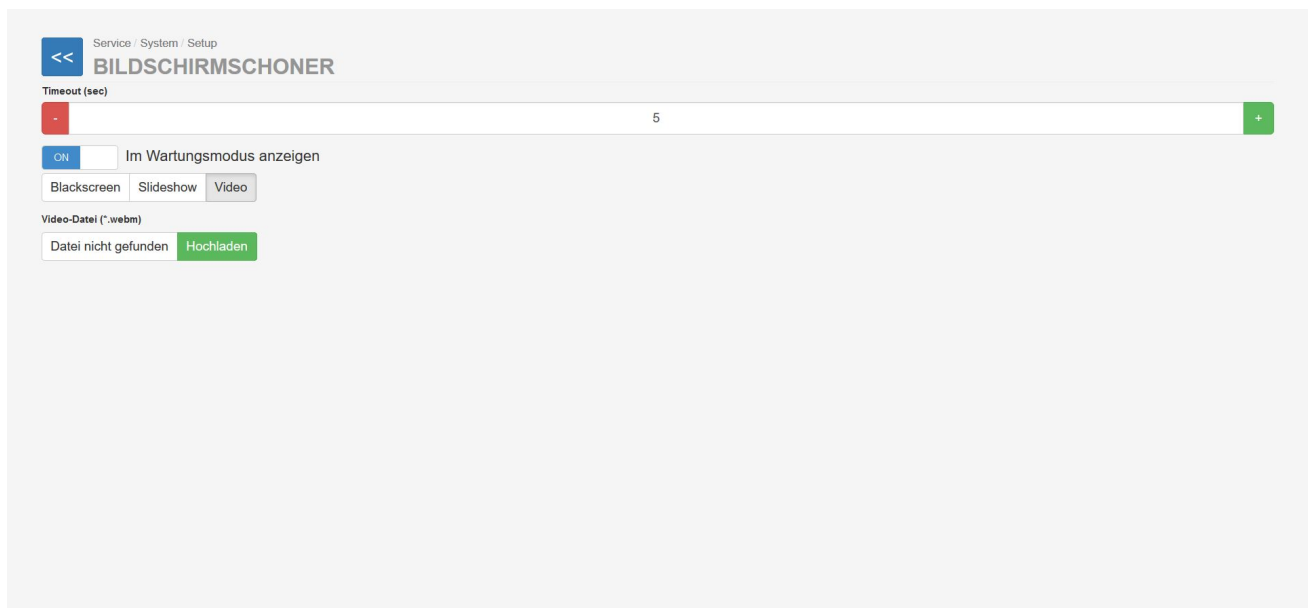 <<
Service / System / Setup
BILDSCHIRMSCHONER
Timeout (sec)
- 5 +
ON Im Wartungsmodus anzeigen
Blackscreen Slideshow Video
Video-Datei (*.webm)
Datei nicht gefunden Hochladen